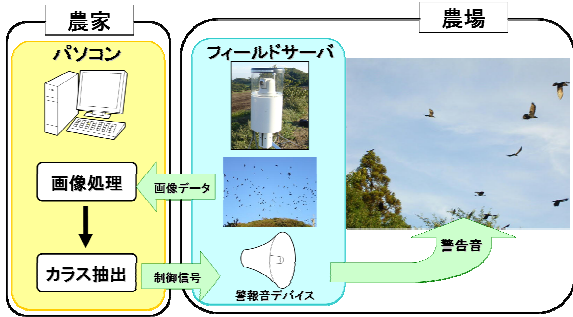 農家
農場
パソコン
フィールドサーバ
画像処理
画像データ
カラス抽出
制御信号
警報音デバイス
警告音